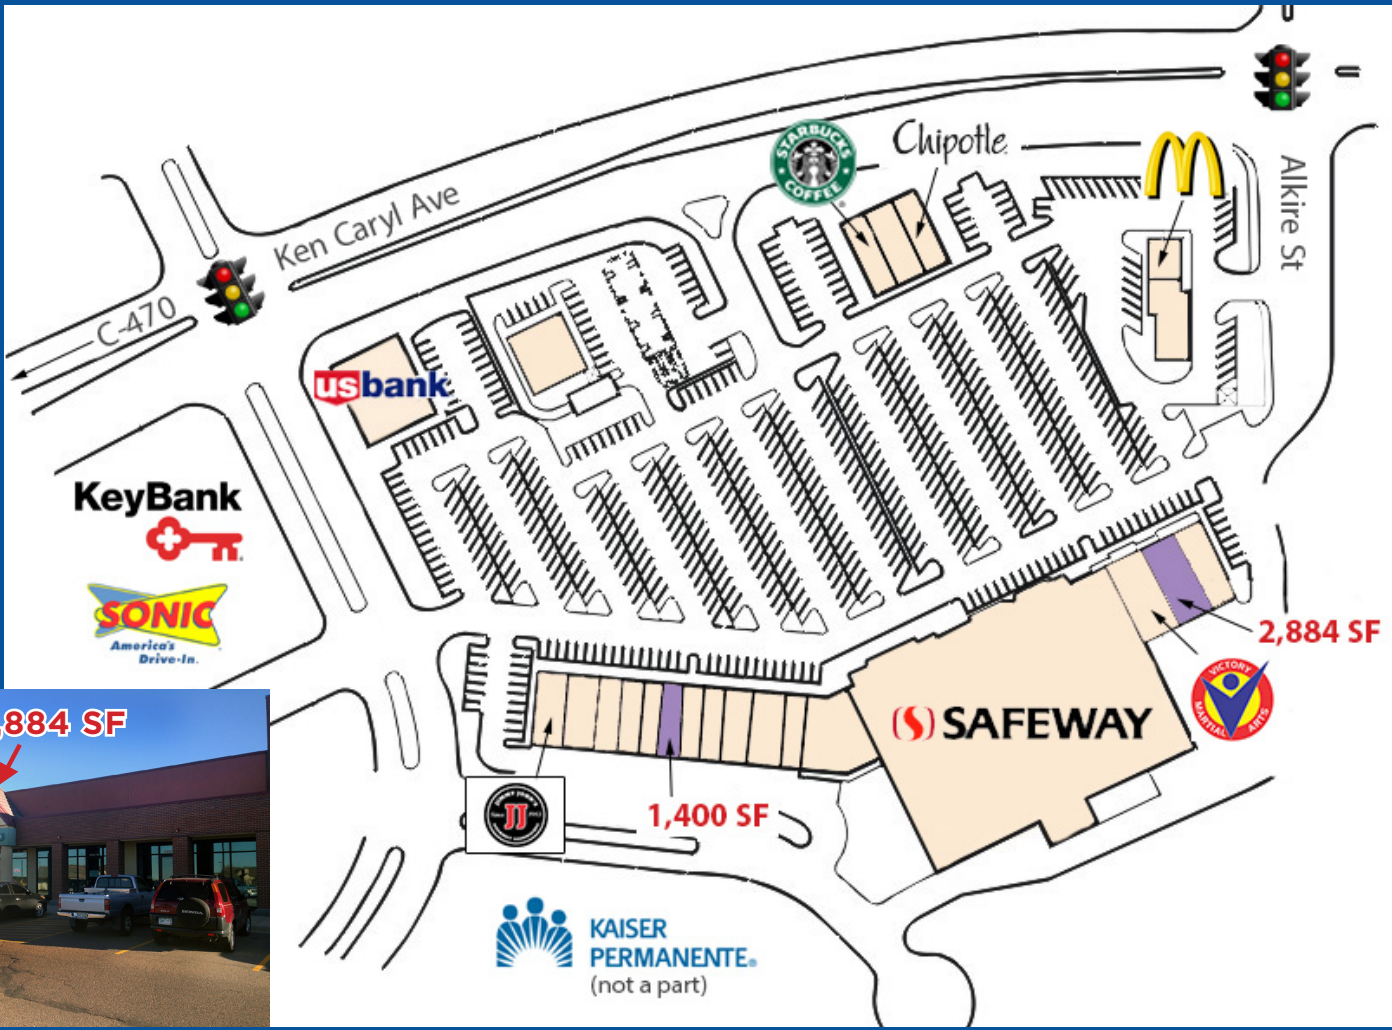 STARBUCKS
COFFEE
Chipotle
Alkire St
Ken Caryl Ave
C-470
usbank
KeyBank
SONIC
America's
Drive-In.
2,884 SF
VICTORY
MARTIAL ARTS
SAFEWAY
,884 SF
JJ
1,400 SF
KAISER
PERMANENTE®
(not a part)